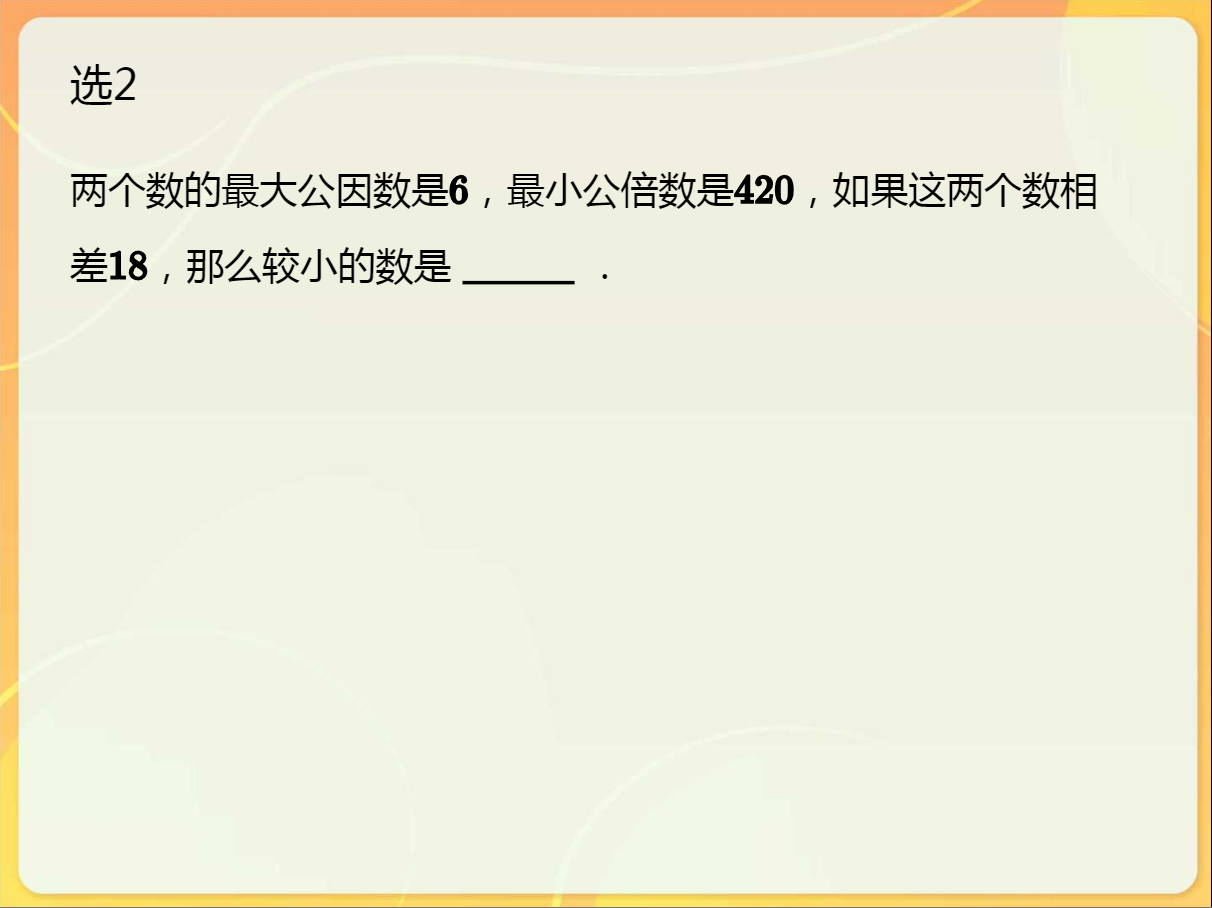 选2
两个数的最大公因数是6，最小公倍数是420，如果这两个数相
差18，那么较小的数是 ______ .